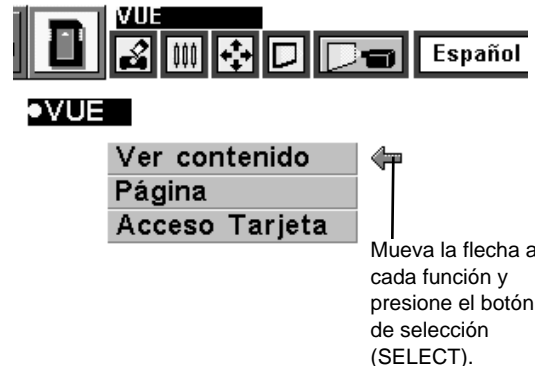 VUE
Español
•VUE
Ver contenido
Página
Acceso Tarjeta
Mueva la flecha a
cada función y
presione el botón
de selección
(SELECT).